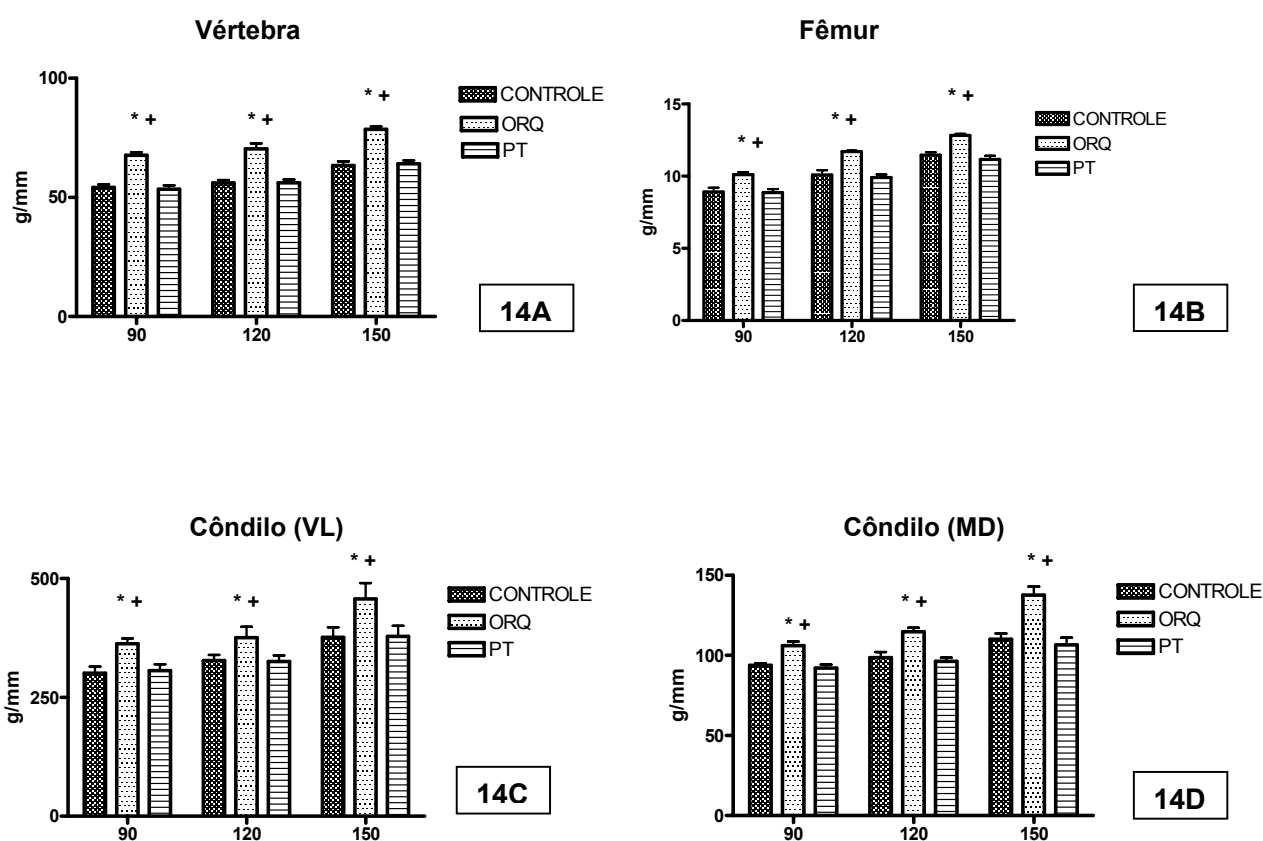 Vértebra
100
50
0
g/mm
* +
* +
* +
90
120
150
CONTROLE
ORQ
PT
14A
Fêmur
15
10
5
0
g/mm
* +
* +
* +
90
120
150
CONTROLE
ORQ
PT
14B
Côndilo (VL)
500
250
0
g/mm
* +
* +
* +
90
120
150
CONTROLE
ORQ
PT
14C
Côndilo (MD)
150
100
50
0
g/mm
* +
* +
* +
90
120
150
CONTROLE
ORQ
PT
14D